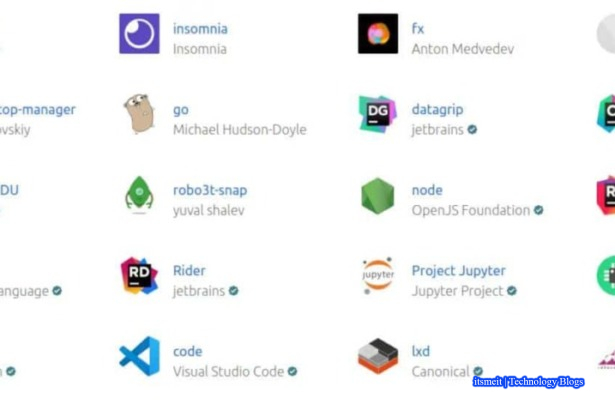 insomnia
Insomnia
fx
Anton Medvedev
top-manager
ovskiy
go
Michael Hudson-Doyle
DG
datagrip
jetbrains
DU
robo3t-snap
yuval shalev
node
OpenJS Foundation
anguage
RD
Rider
jetbrains
jupyter
Project Jupyter
Jupyter Project
code
Visual Studio Code
lxd
Canonical
itsmeit | Technology Blogs